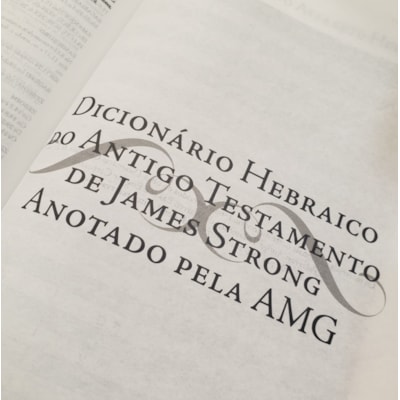 Dicionário Hebraico
do Antigo Testamento
de James Strong
Anotado pela AMG